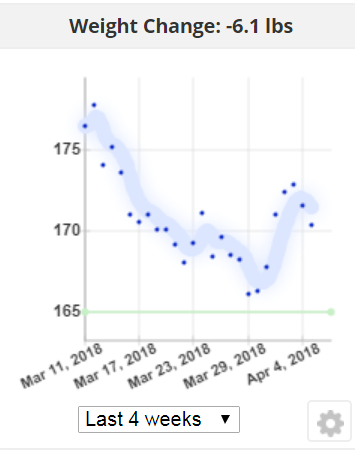 Weight Change: -6.1 lbs
175
170
165
Mar 11, 2018
Mar 17, 2018
Mar 23, 2018
Mar 29, 2018
Apr 4, 2018
Last 4 weeks